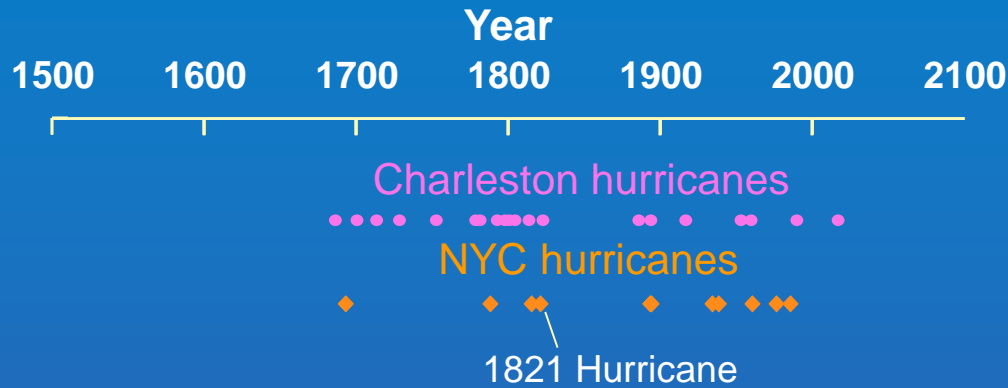 Year
1500 1600 1700 1800 1900 2000 2100
Charleston hurricanes
NYC hurricanes
1821 Hurricane